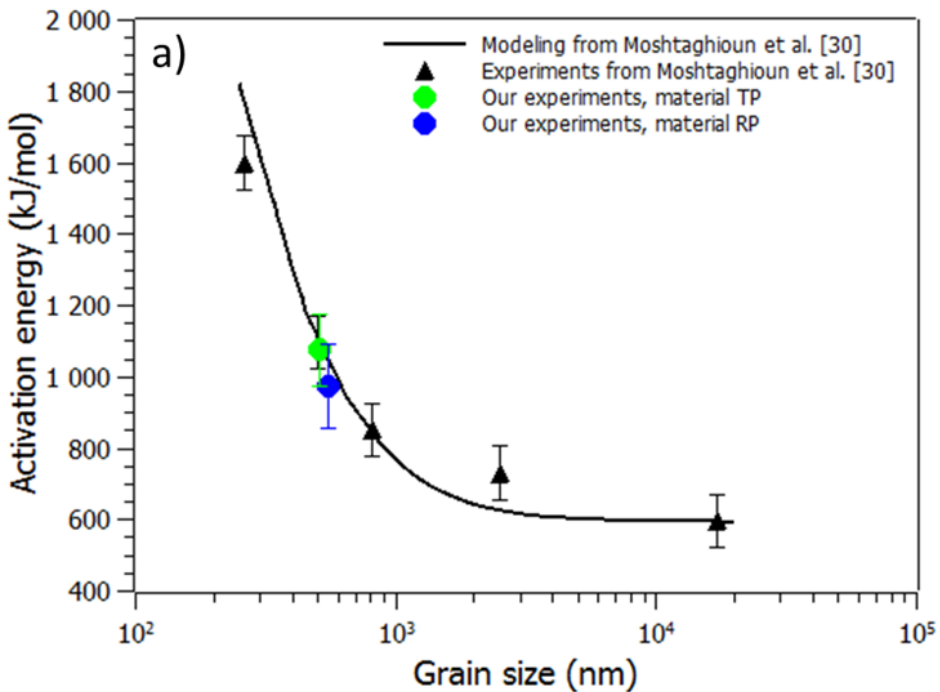 a)
Modeling from Moshtaghioun et al. [30]
Experiments from Moshtaghioun et al. [30]
Our experiments, material TP
Our experiments, material RP
Activation energy (kJ/mol)
2 000
1 800
1 600
1 400
1 200
1 000
800
600
400
10² 10³ 10⁴ 10⁵
Grain size (nm)